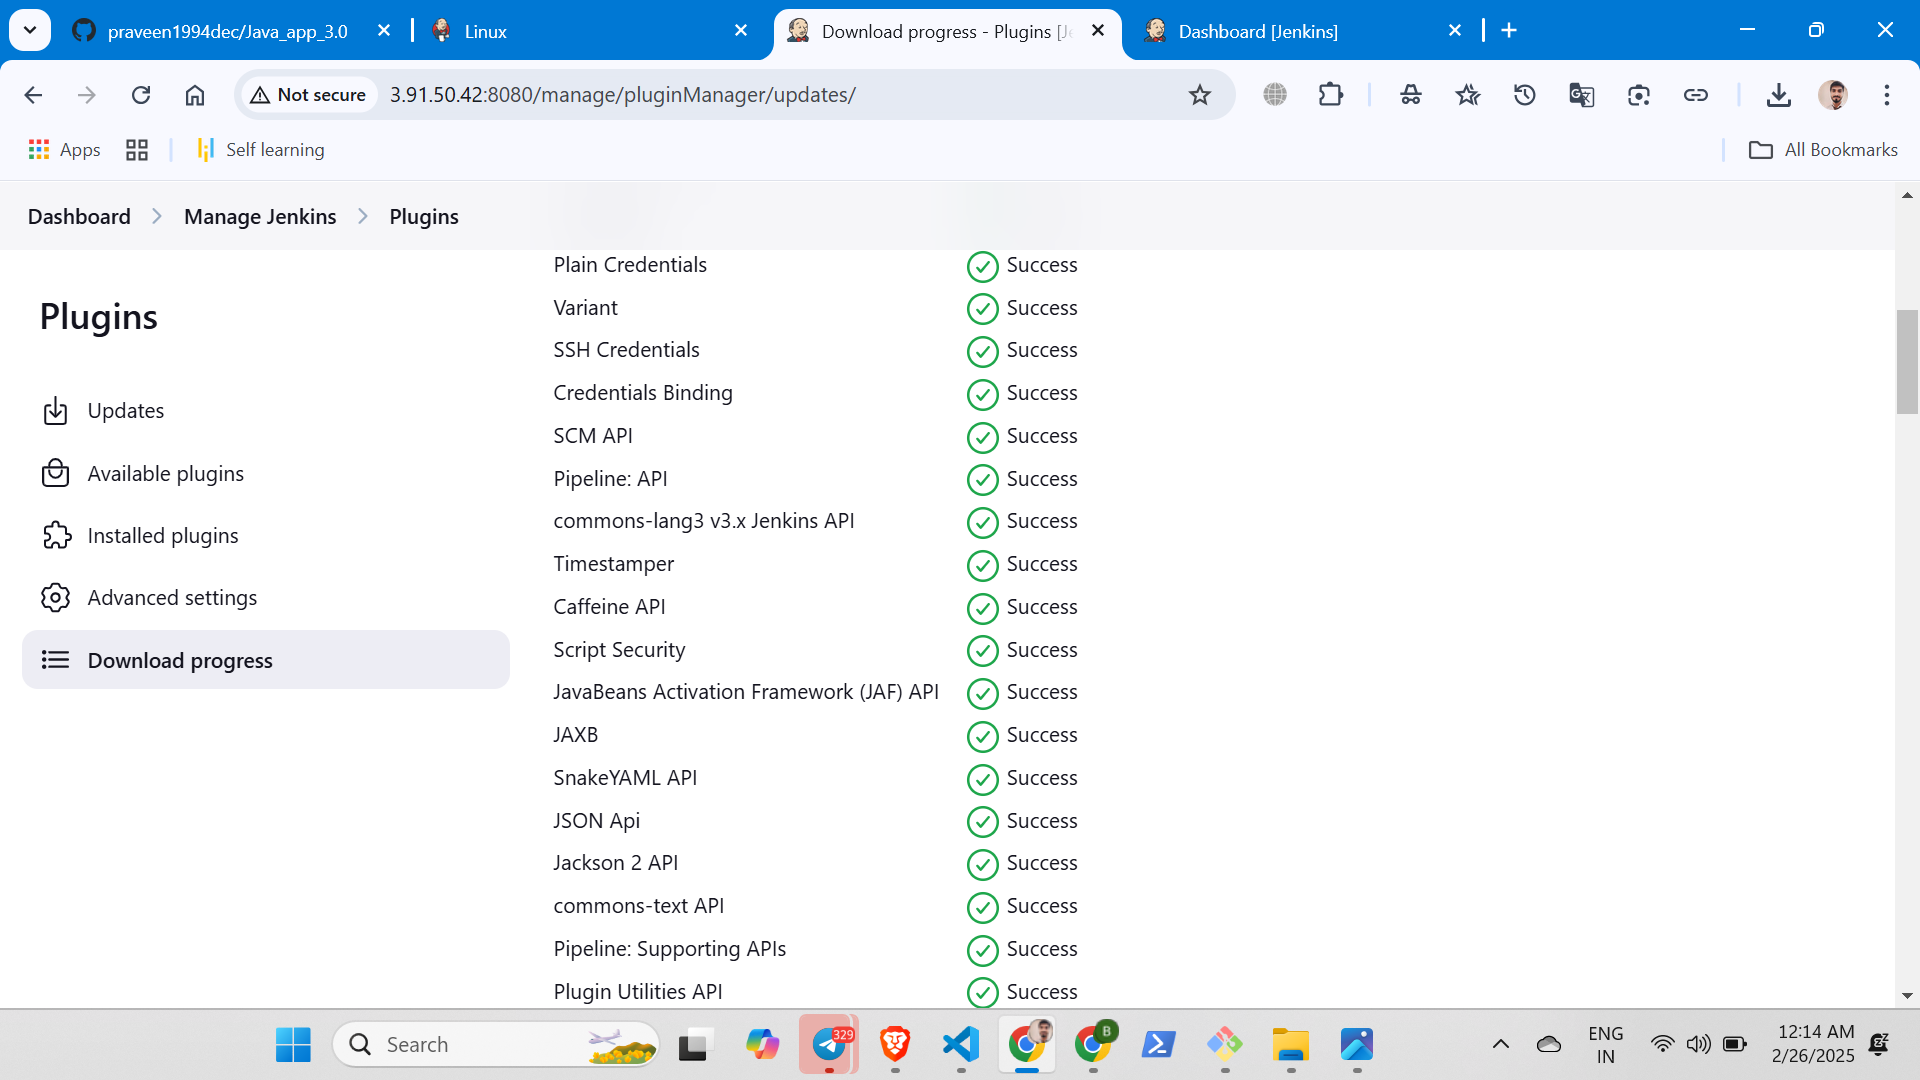 praveen1994dec/Java_app_3.0
Linux
Download progress - Plugins [Je
Dashboard [Jenkins]
Not secure
3.91.50.42:8080/manage/pluginManager/updates/
Apps
Self learning
All Bookmarks
Dashboard
Manage Jenkins
Plugins
Plugins
Updates
Available plugins
Installed plugins
Advanced settings
Download progress
Plain Credentials Success
Variant Success
SSH Credentials Success
Credentials Binding Success
SCM API Success
Pipeline: API Success
commons-lang3 v3.x Jenkins API Success
Timestamper Success
Caffeine API Success
Script Security Success
JavaBeans Activation Framework (JAF) API Success
JAXB Success
SnakeYAML API Success
JSON Api Success
Jackson 2 API Success
commons-text API Success
Pipeline: Supporting APIs Success
Plugin Utilities API Success
Search
329
B
ENG
IN
12:14 AM
2/26/2025